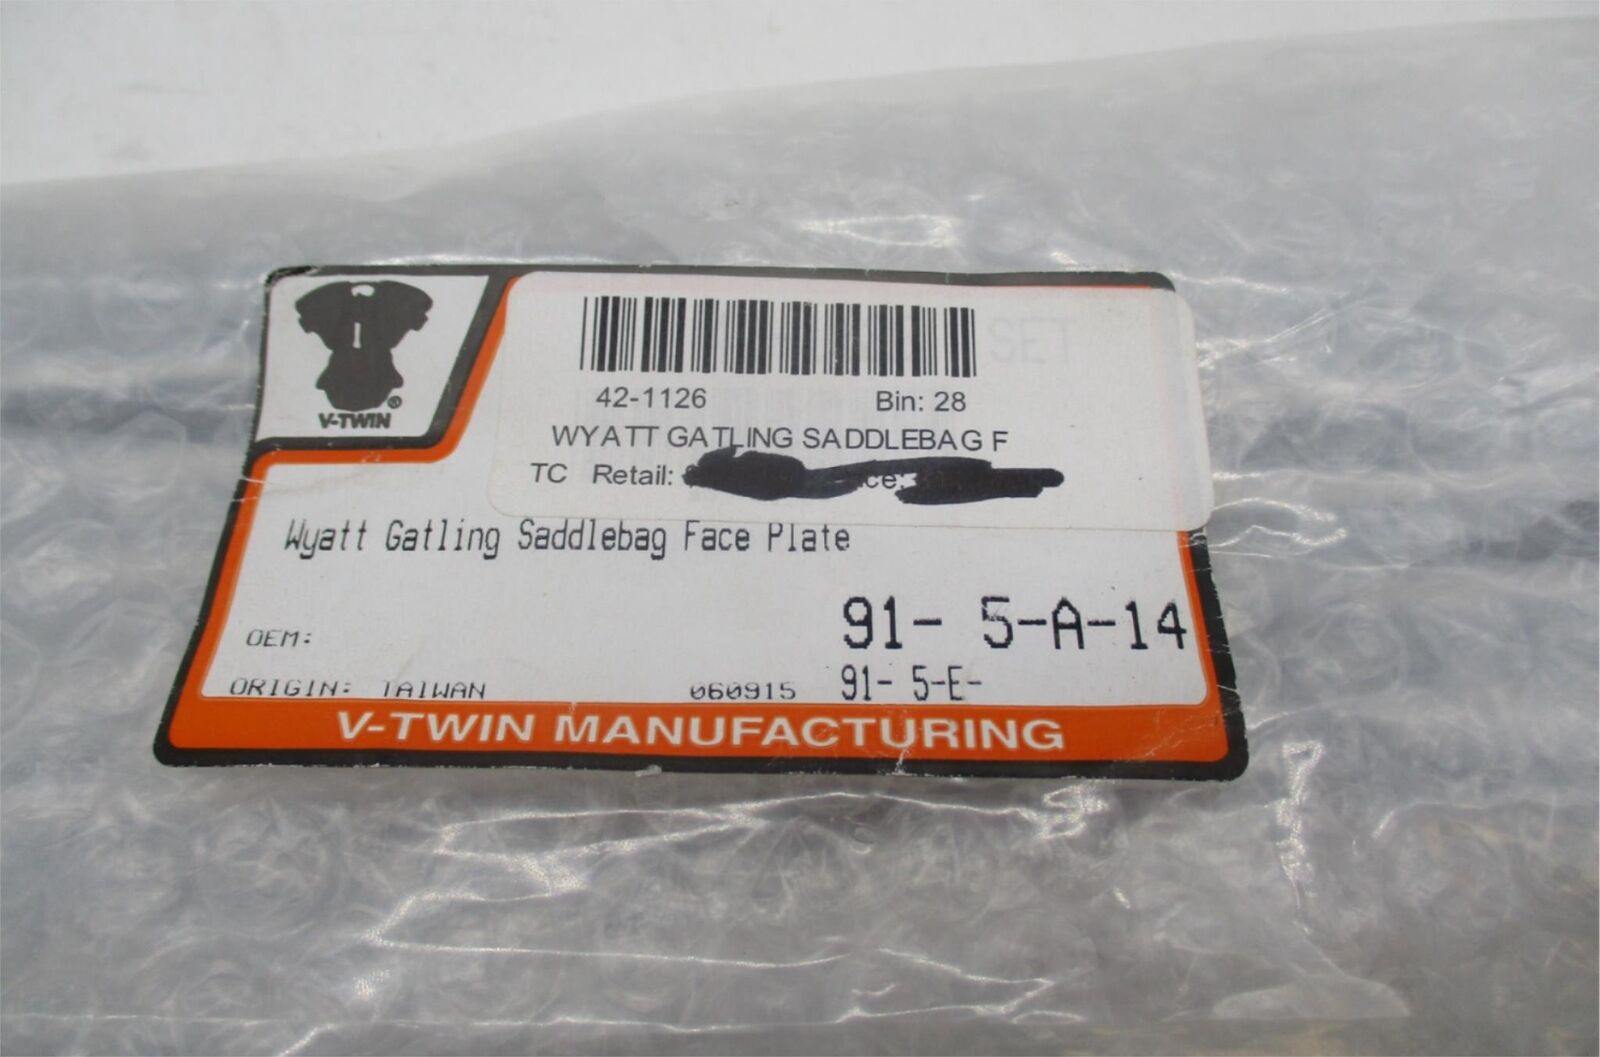 V-TWIN ®
SET
42-1126 Bin: 28
WYATT GATLING SADDLEBAG F
TC Retail:
Wyatt Gatling Saddlebag Face Plate
91- 5-A-14
OEM:
ORIGIN: TAIWAN 060915 91- 5-E-
V-TWIN MANUFACTURING